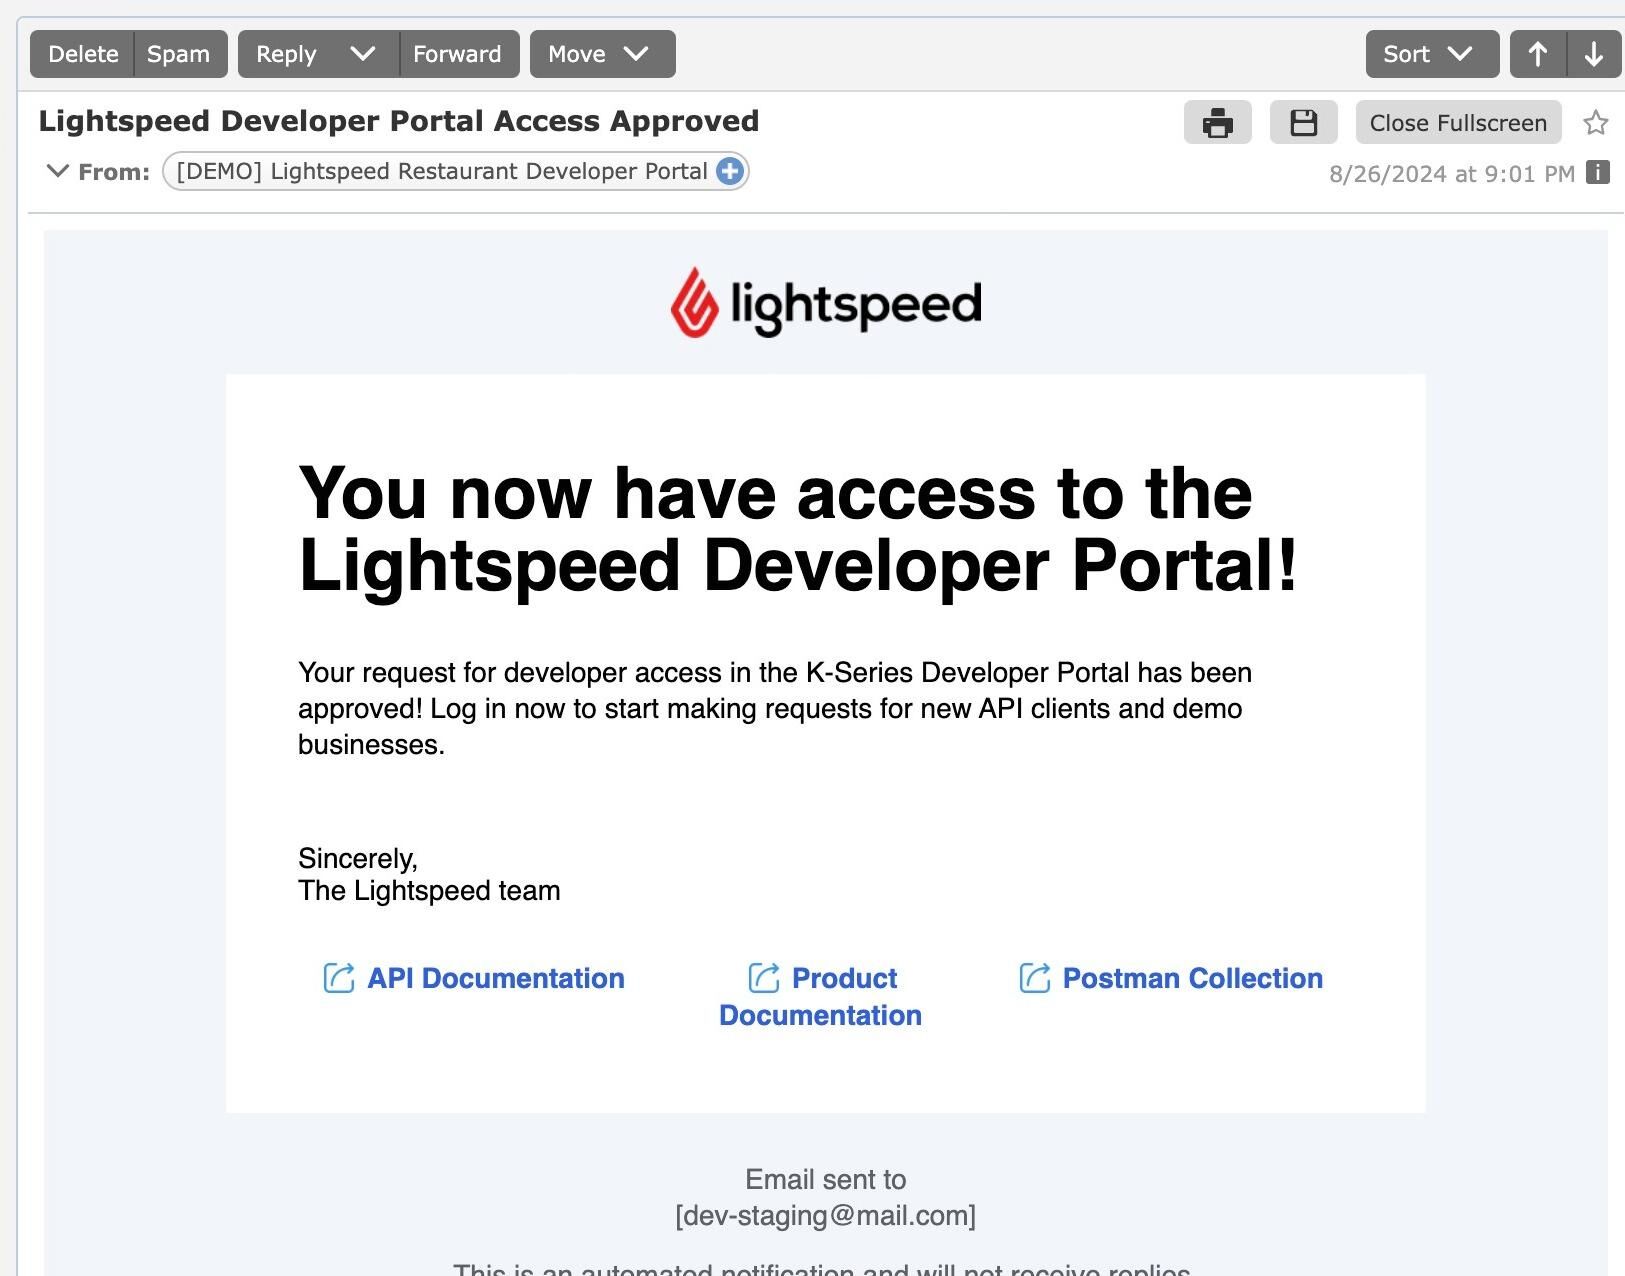 Delete Spam Reply Forward Move Sort
Lightspeed Developer Portal Access Approved
Close Fullscreen
From: [DEMO] Lightspeed Restaurant Developer Portal
8/26/2024 at 9:01 PM
lightspeed
You now have access to the
Lightspeed Developer Portal!
Your request for developer access in the K-Series Developer Portal has been
approved! Log in now to start making requests for new API clients and demo
businesses.
Sincerely,
The Lightspeed team
API Documentation
Product
Documentation
Postman Collection
Email sent to
[dev-staging@mail.com]
This is an automated notification and will not receive replies